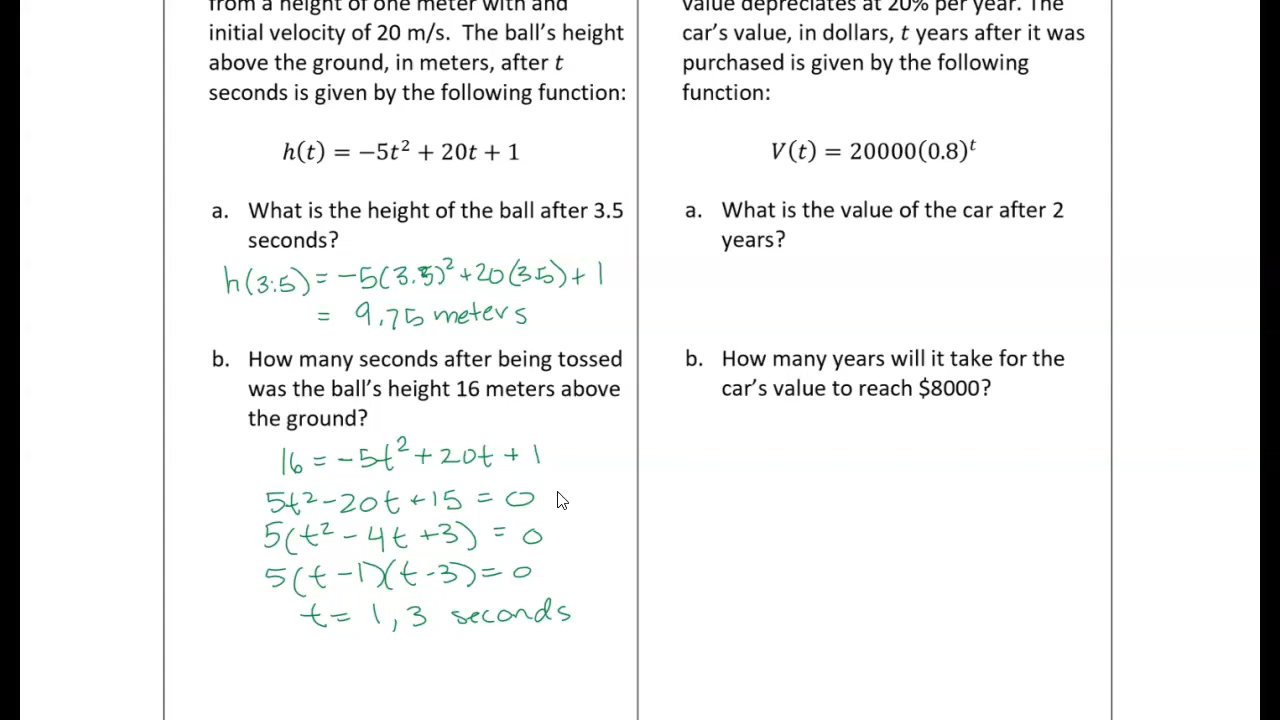 from a height of one meter with and
initial velocity of 20 m/s. The ball's height
above the ground, in meters, after t
seconds is given by the following function:
h(t) = −5t² + 20t + 1
a. What is the height of the ball after 3.5
seconds?
h(3.5) = −5(3.5)² + 20(3.5) + 1
= 9.75 meters
b. How many seconds after being tossed
was the ball's height 16 meters above
the ground?
16 = −5t² + 20t + 1
5t² − 20t + 15 = 0
5(t² − 4t + 3) = 0
5(t − 1)(t − 3) = 0
t = 1, 3 seconds
value depreciates at 20% per year. The
car's value, in dollars, t years after it was
purchased is given by the following
function:
V(t) = 20000(0.8)ᵗ
a. What is the value of the car after 2
years?
b. How many years will it take for the
car's value to reach $8000?